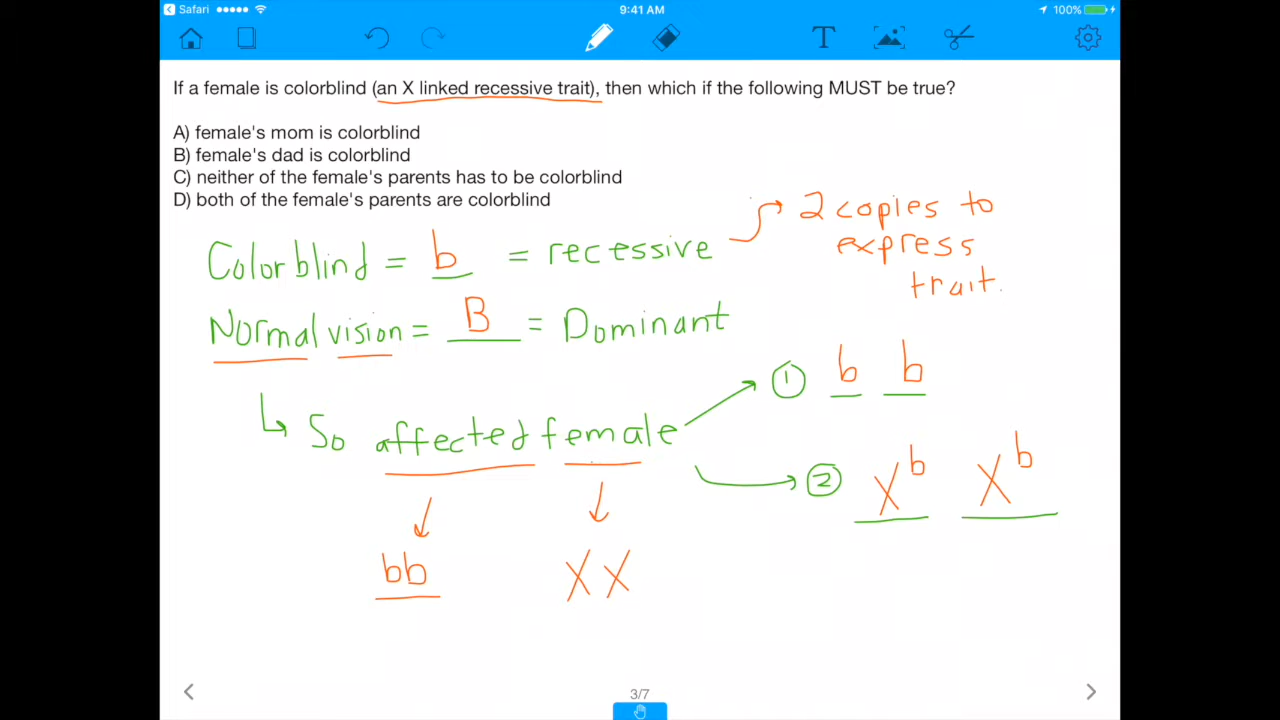 Safari 9:41 AM 100%
T
If a female is colorblind (an X linked recessive trait), then which if the following MUST be true?
A) female's mom is colorblind
B) female's dad is colorblind
C) neither of the female's parents has to be colorblind
D) both of the female's parents are colorblind
2 copies to
express
trait.
Colorblind = b = recessive
Normal vision = B = Dominant
① b b
So affected female
② X^b X^b
bb XX
3/7